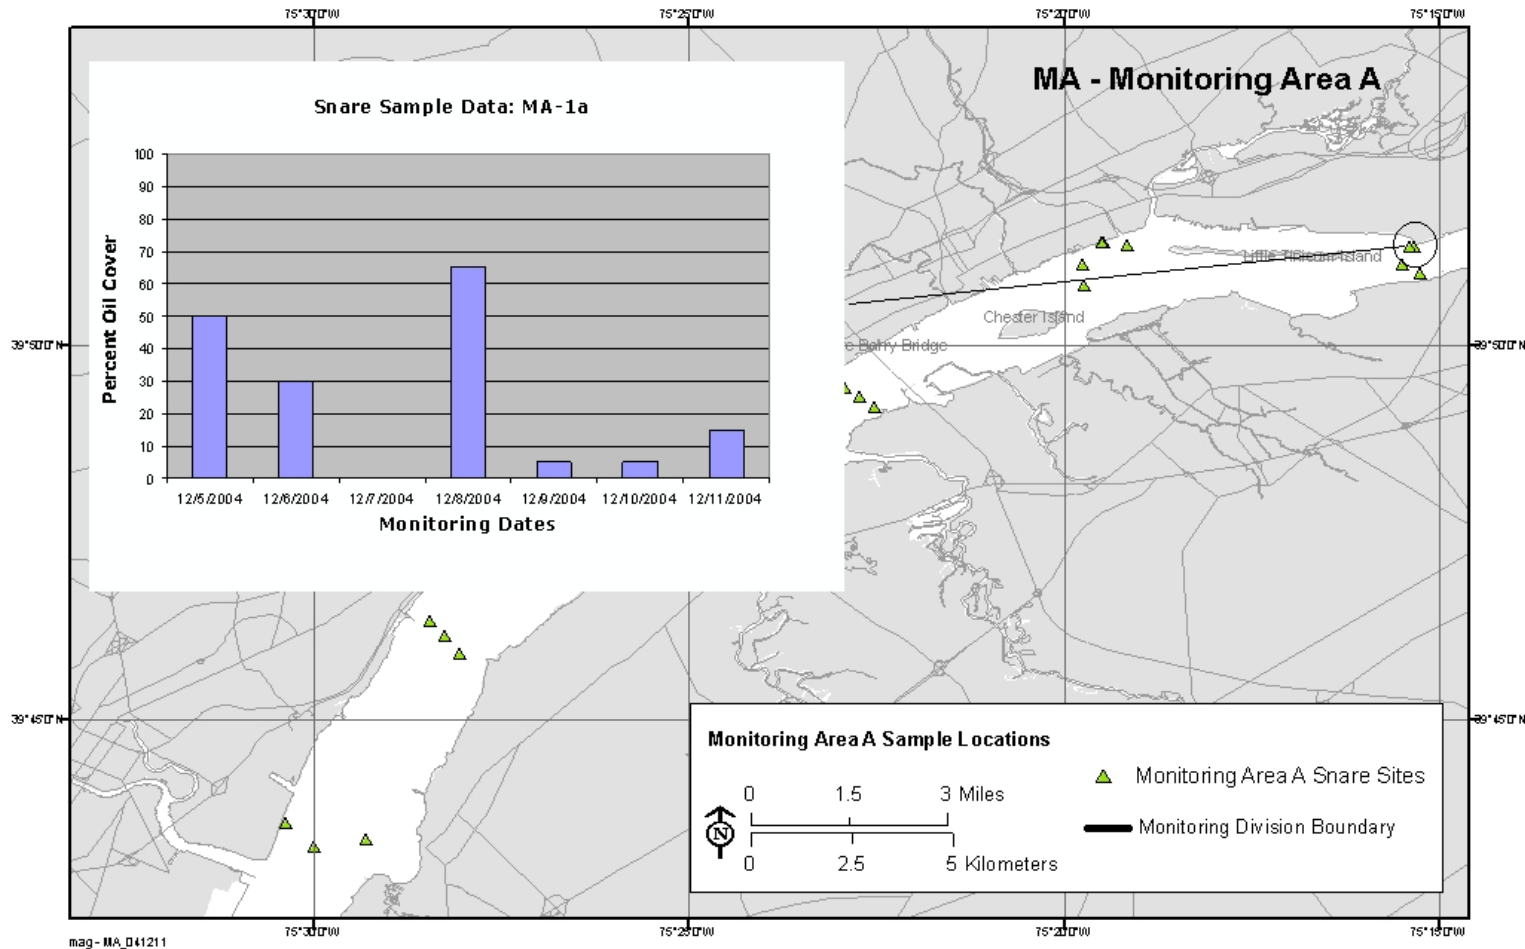 75°30'0"W 75°25'0"W 75°20'0"W 75°15'0"W
MA - Monitoring Area A
Snare Sample Data: MA-1a
100
90
80
70
60
50
40
30
20
10
0
Percent Oil Cover
12/5/2004 12/6/2004 12/7/2004 12/8/2004 12/9/2004 12/10/2004 12/11/2004
Monitoring Dates
Little Tinicum Island
Chester Island
e Barry Bridge
39°50'0"N 39°50'0"N
39°45'0"N 39°45'0"N
Monitoring Area A Sample Locations
0 1.5 3 Miles
N
0 2.5 5 Kilometers
Monitoring Area A Snare Sites
Monitoring Division Boundary
75°30'0"W 75°25'0"W 75°20'0"W 75°15'0"W
mag - MA_041211